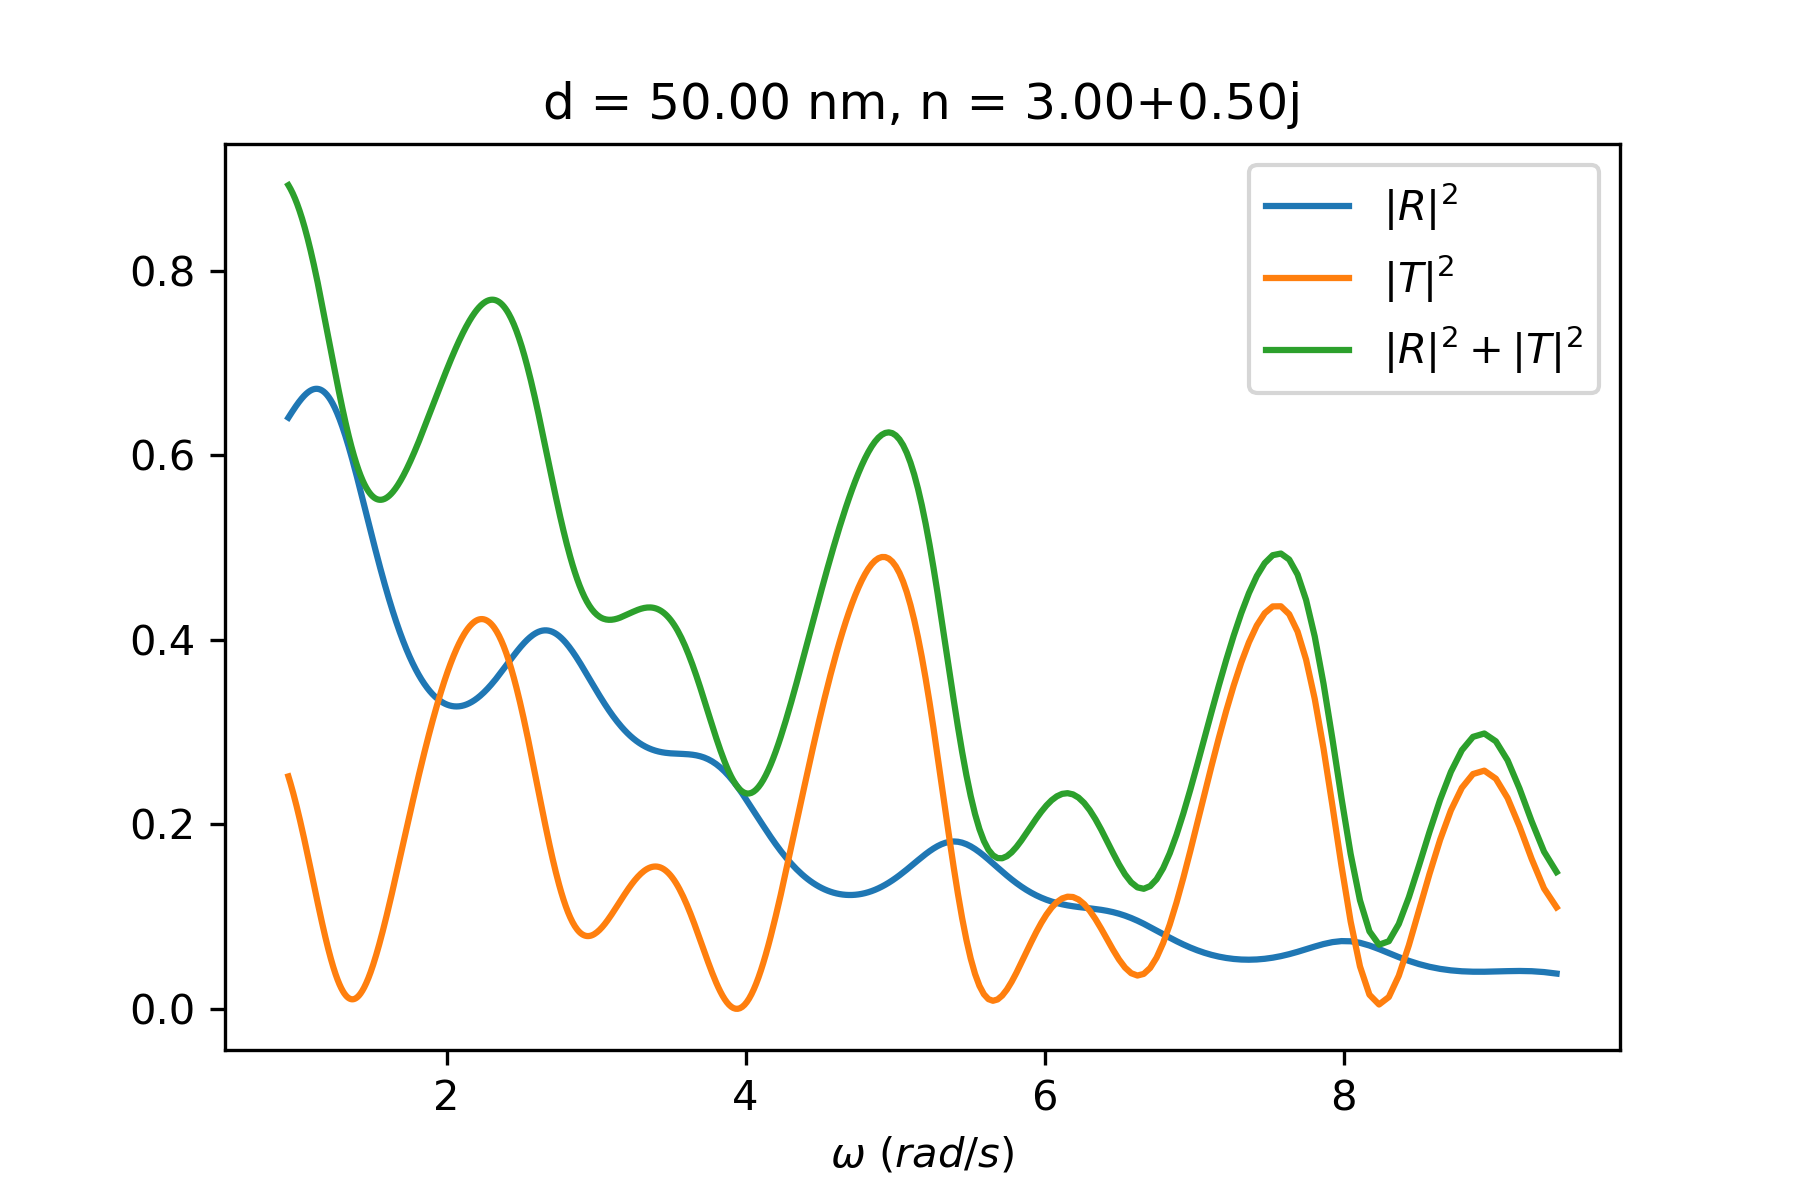 d = 50.00 nm, n = 3.00+0.50j
|R|²
|T|²
|R|² + |T|²
0.8
0.6
0.4
0.2
0.0
2 4 6 8
ω (rad/s)